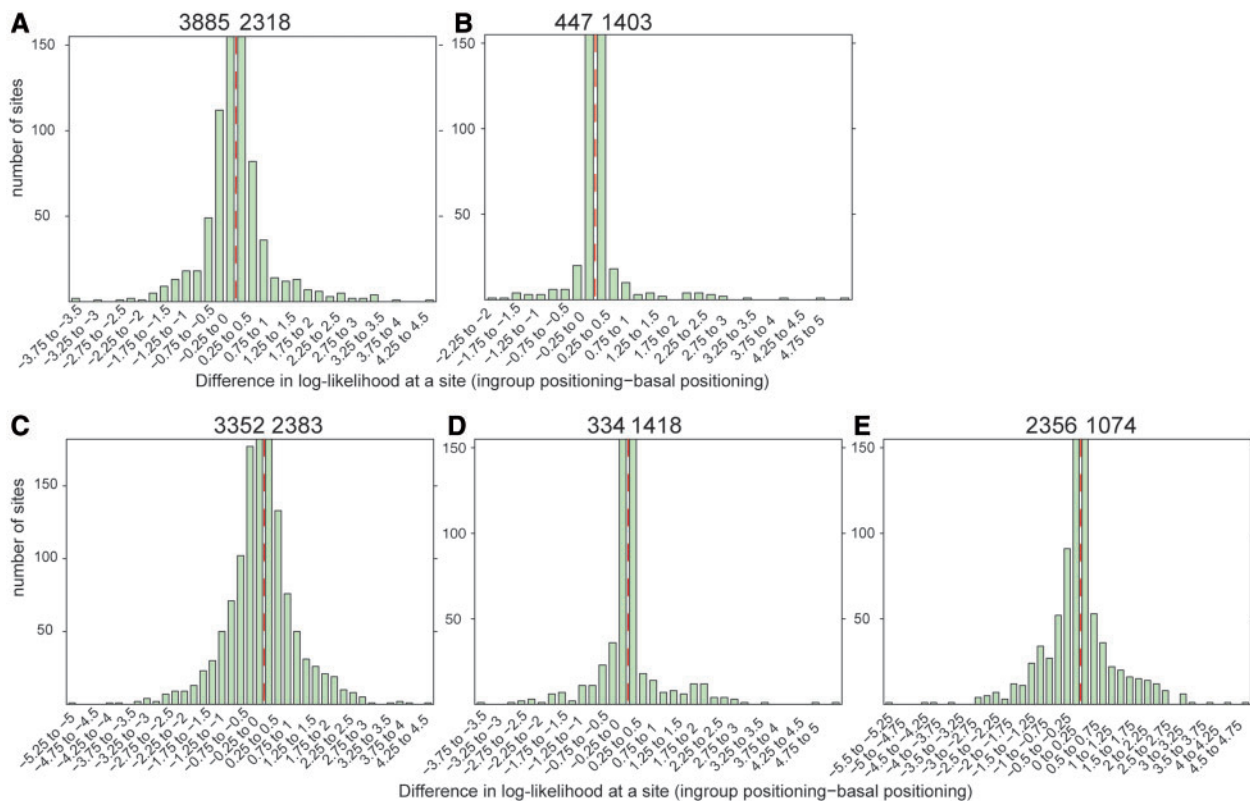 A 3885 2318
B 447 1403
150
100
50
number of sites
−3.75 to −3.5
−3.25 to −3
−2.75 to −2.5
−2.25 to −2
−1.75 to −1.5
−1.25 to −1
−0.75 to −0.5
−0.25 to 0
0.25 to 0.5
0.75 to 1
1.25 to 1.5
1.75 to 2
2.25 to 2.5
2.75 to 3
3.25 to 3.5
3.75 to 4
4.25 to 4.5
150
100
50
−2.25 to −2
−1.75 to −1.5
−1.25 to −1
−0.75 to −0.5
−0.25 to 0
0.25 to 0.5
0.75 to 1
1.25 to 1.5
1.75 to 2
2.25 to 2.5
2.75 to 3
3.25 to 3.5
3.75 to 4
4.25 to 4.5
4.75 to 5
Difference in log-likelihood at a site (ingroup positioning−basal positioning)
C 3352 2383
D 334 1418
E 2356 1074
150
100
50
number of sites
−5.25 to −5
−4.75 to −4.5
−4.25 to −4
−3.75 to −3.5
−3.25 to −3
−2.75 to −2.5
−2.25 to −2
−1.75 to −1.5
−1.25 to −1
−0.75 to −0.5
−0.25 to 0
0.25 to 0.5
0.75 to 1
1.25 to 1.5
1.75 to 2
2.25 to 2.5
2.75 to 3
3.25 to 3.5
3.75 to 4
4.25 to 4.5
150
100
50
−3.75 to −3.5
−3.25 to −3
−2.75 to −2.5
−2.25 to −2
−1.75 to −1.5
−1.25 to −1
−0.75 to −0.5
−0.25 to 0
0.25 to 0.5
0.75 to 1
1.25 to 1.5
1.75 to 2
2.25 to 2.5
2.75 to 3
3.25 to 3.5
3.75 to 4
4.25 to 4.5
4.75 to 5
150
100
50
−5.5 to −5.25
−5 to −4.75
−4.5 to −4.25
−4 to −3.75
−3.5 to −3.25
−3 to −2.75
−2.5 to −2.25
−2 to −1.75
−1.5 to −1.25
−1 to −0.75
−0.5 to −0.25
0 to 0.25
0.5 to 0.75
1 to 1.25
1.5 to 1.75
2 to 2.25
2.5 to 2.75
3 to 3.25
3.5 to 3.75
4 to 4.25
4.5 to 4.75
Difference in log-likelihood at a site (ingroup positioning−basal positioning)